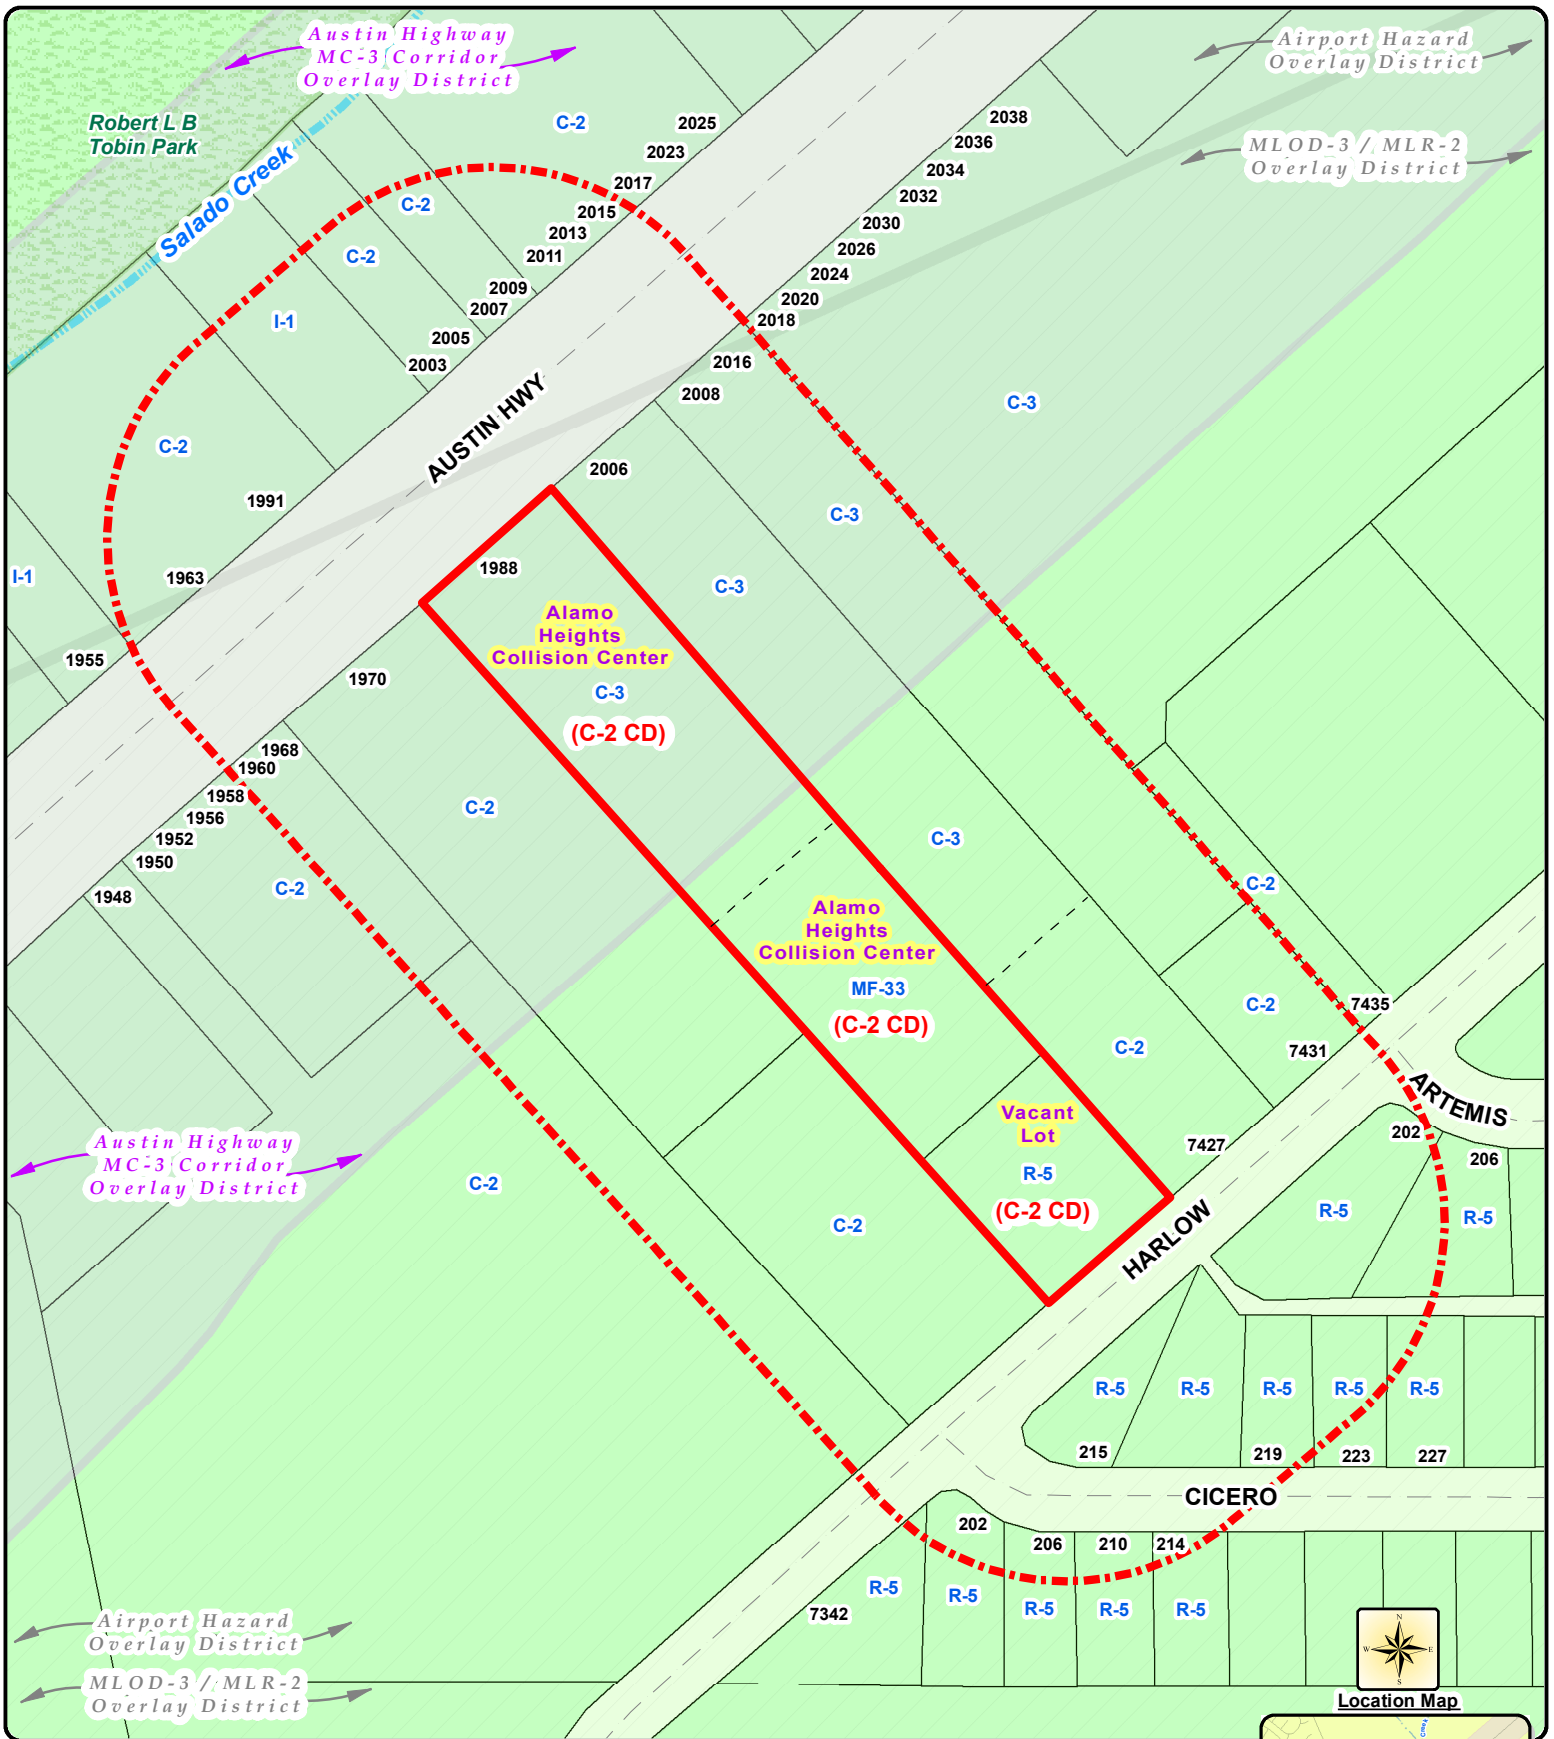 Austin Highway
MC-3 Corridor
Overlay District
Airport Hazard
Overlay District
Robert L B
Tobin Park
C-2
2025
2038
2036
MLOD-3 / MLR-2
Overlay District
2023
2034
2017
2032
Salado Creek
C-2
2015
2030
2013
2026
C-2
2011
2024
2009
2020
2007
2018
I-1
2005
2003
2016
2008
AUSTIN HWY
C-3
C-2
2006
1991
C-3
1988
1963
I-1
C-3
Alamo
Heights
Collision Center
1955
1970
C-3
(C-2 CD)
1968
1960
1958
1956
1952
1950
C-2
C-3
C-2
1948
C-2
Alamo
Heights
Collision Center
MF-33
(C-2 CD)
C-2
7435
7431
C-2
ARTEMIS
Vacant
Lot
202
206
7427
Austin Highway
MC-3 Corridor
Overlay District
C-2
R-5
(C-2 CD)
C-2
R-5
R-5
HARLOW
R-5
R-5
R-5
R-5
R-5
215
219
223
227
CICERO
202
206
210
214
R-5
R-5
R-5
R-5
R-5
7342
Airport Hazard
Overlay District
MLOD-3 / MLR-2
Overlay District
N
W
E
S
Location Map
Creek